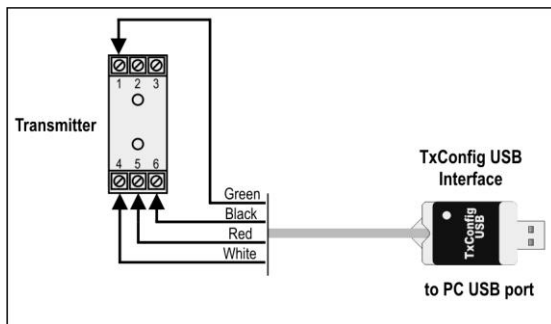 1 2 3
Transmitter
4 5 6
Green
Black
Red
White
TxConfig USB
Interface
TxConfig
USB
to PC USB port